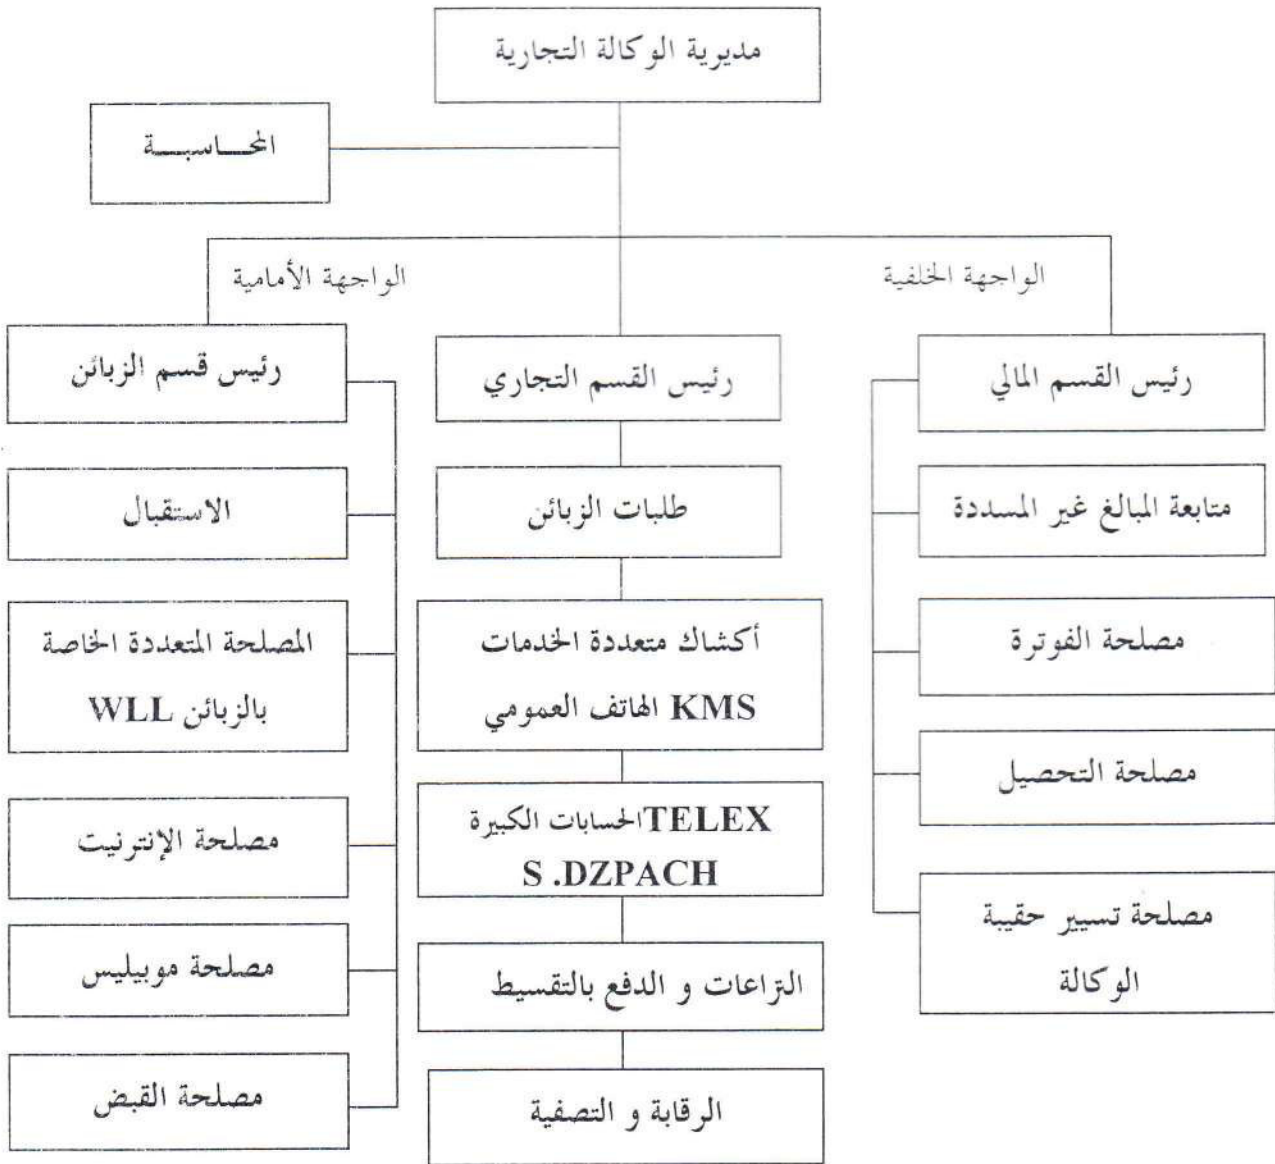 مديرية الوكالة التجارية
المحـــاسبـــة
الواجهة الخلفية
الواجهة الأمامية
رئيس القسم المالي
متابعة المبالغ غير المسددة
مصلحة الفوترة
مصلحة التحصيل
مصلحة تسيير حقيبة
الوكالة
رئيس القسم التجاري
طلبات الزبائن
أكشاك متعددة الخدمات
KMS الهاتف العمومي
TELEXالحسابات الكبيرة
S .DZPACH
التراعات و الدفع بالتقسيط
الرقابة و التصفية
رئيس قسم الزبائن
الاستقبال
المصلحة المتعددة الخاصة
بالزبائن WLL
مصلحة الإنترنيت
مصلحة موبيليس
مصلحة القبض